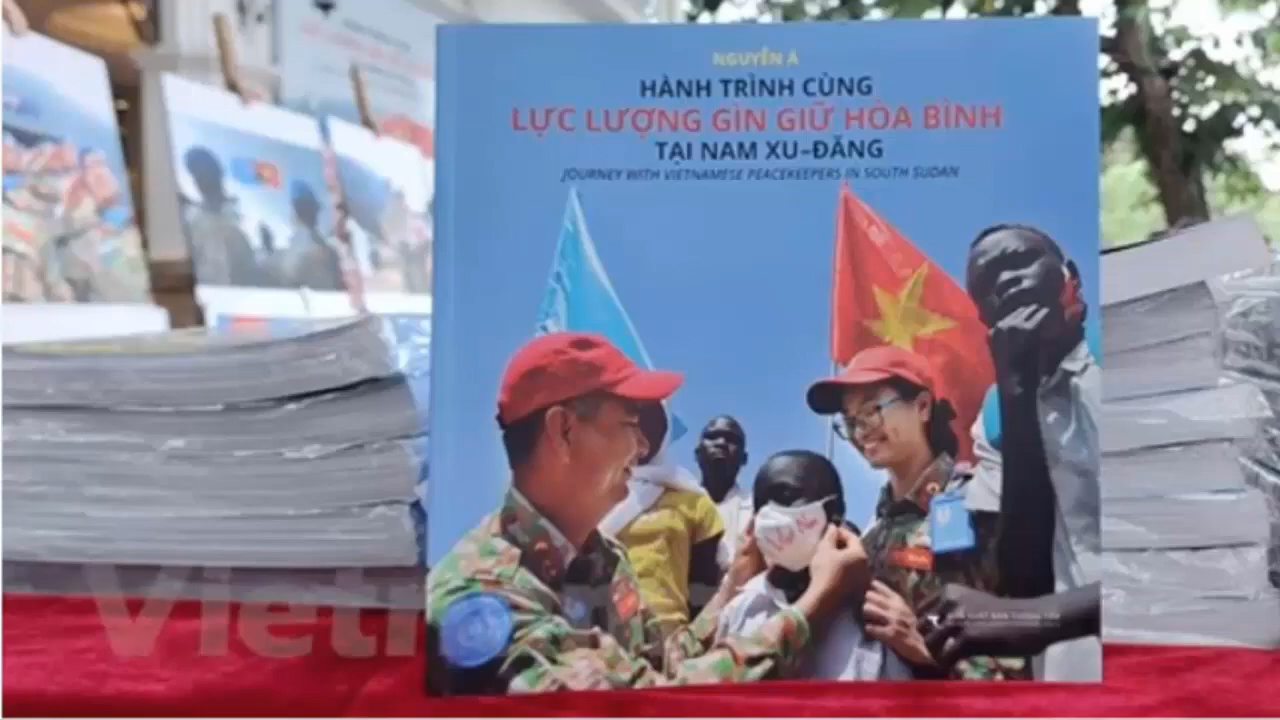 NGUYỄN Á
HÀNH TRÌNH CÙNG
LỰC LƯỢNG GÌN GIỮ HÒA BÌNH
TẠI NAM XU-ĐĂNG
JOURNEY WITH VIETNAMESE PEACEKEEPERS IN SOUTH SUDAN